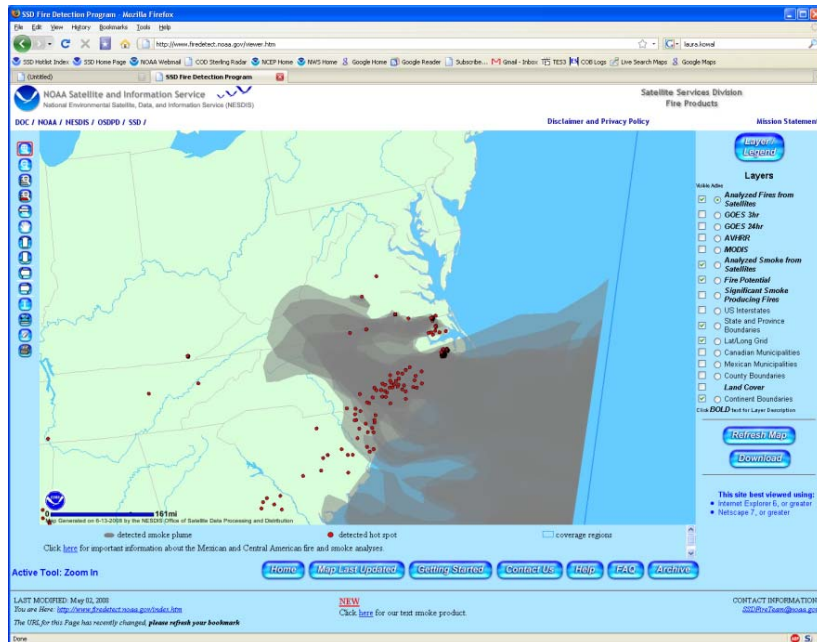 SSD Fire Detection Program - Mozilla Firefox
File Edit View History Bookmarks Tools Help
http://www.firedetect.noaa.gov/viewer.htm
laura.kowal
SSD Hotlist Index SSD Home Page NOAA Webmail COD Sterling Radar NCEP Home NWS Home Google Home Google Reader Subscribe... Gmail - Inbox TES3 COB Logs Live Search Maps Google Maps
(Untitled) SSD Fire Detection Program
NOAA Satellite and Information Service
National Environmental Satellite, Data, and Information Service (NESDIS)
Satellite Services Division
Fire Products
DOC / NOAA / NESDIS / OSDPD / SSD /
Disclaimer and Privacy Policy
Mission Statement
Layer/
Legend
Layers
Visible Active
Analyzed Fires from
Satellites
GOES 3hr
GOES 24hr
AVHRR
MODIS
Analyzed Smoke from
Satellites
Fire Potential
Significant Smoke
Producing Fires
US Interstates
State and Province
Boundaries
Lat/Long Grid
Canadian Municipalities
Mexican Municipalities
County Boundaries
Land Cover
Continent Boundaries
Click BOLD text for Layer Description
Refresh Map
Download
This site best viewed using:
Internet Explorer 6, or greater
Netscape 7, or greater
0 161mi
Map Generated on 6-13-2008 by the NESDIS Office of Satellite Data Processing and Distribution
detected smoke plume detected hot spot coverage regions
Click here for important information about the Mexican and Central American fire and smoke analyses.
Active Tool: Zoom In
Home Map Last Updated Getting Started Contact Us Help FAQ Archive
LAST MODIFIED: May 02, 2008
You are Here: http://www.firedetect.noaa.gov/index.htm
The URL for this Page has recently changed, please refresh your bookmark
NEW
Click here for our text smoke product.
CONTACT INFORMATION
SSDFireTeam@noaa.gov
Done